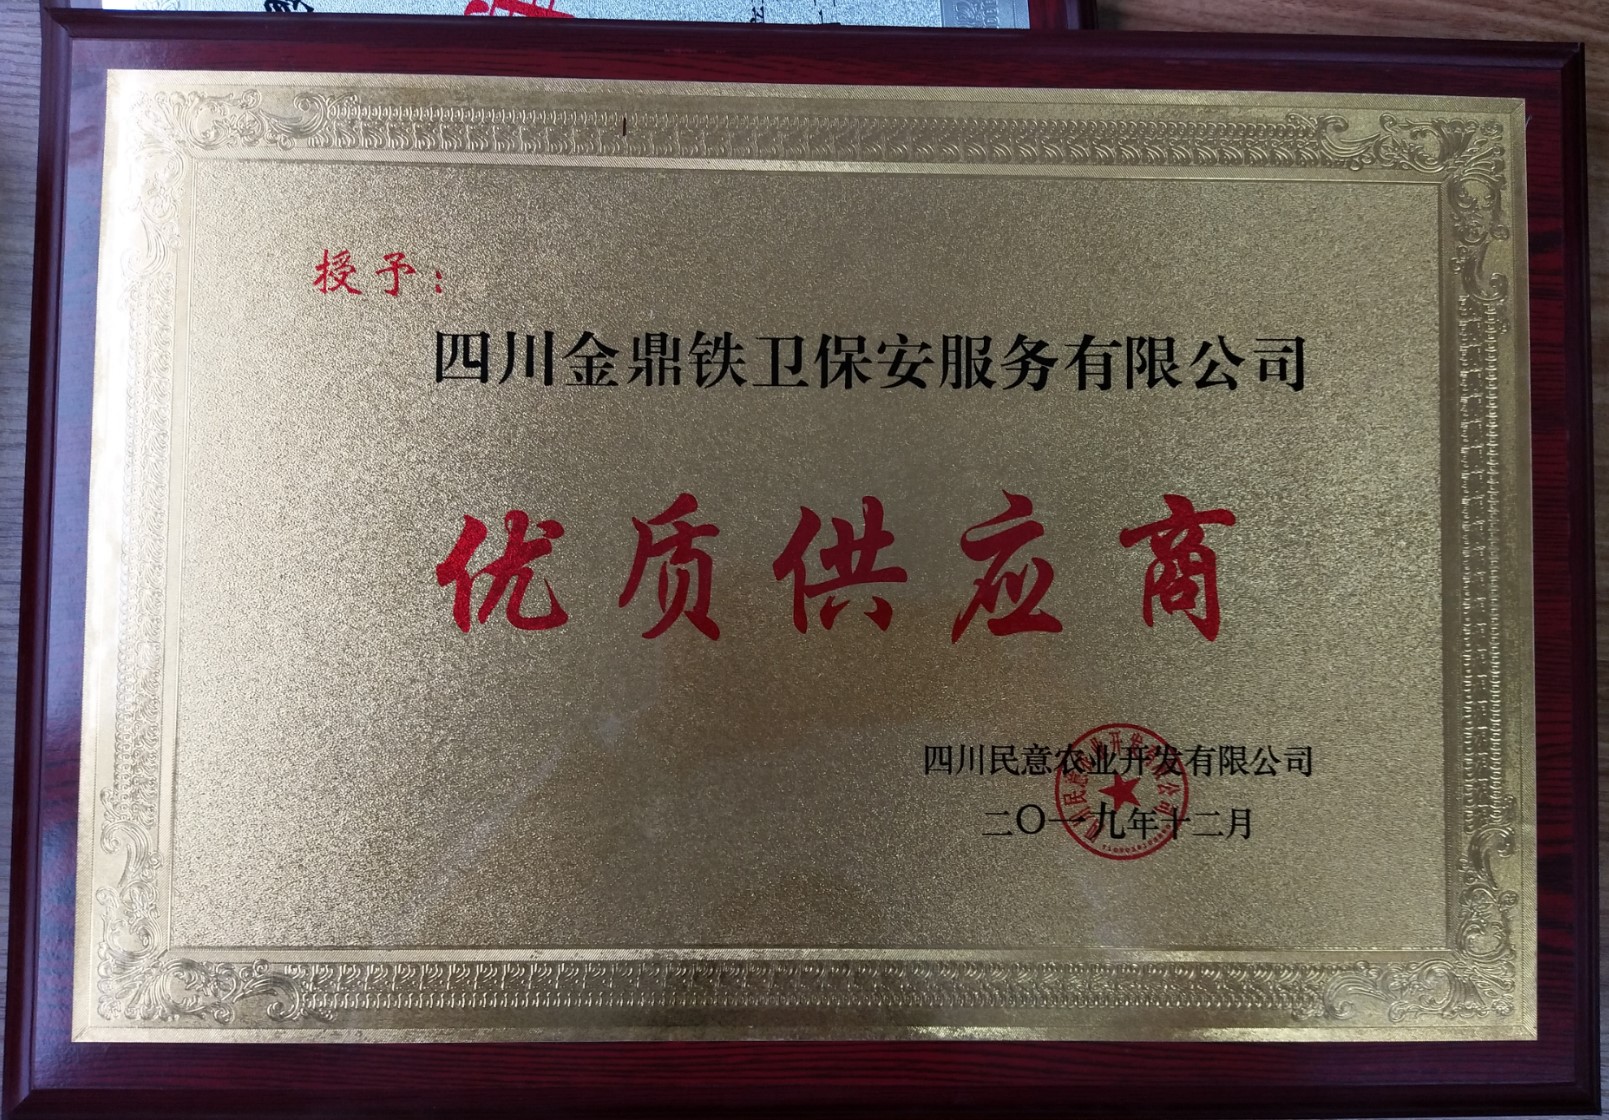 授予：
四川金鼎铁卫保安服务有限公司
优质供应商
四川民意农业开发有限公司
二〇一九年十二月